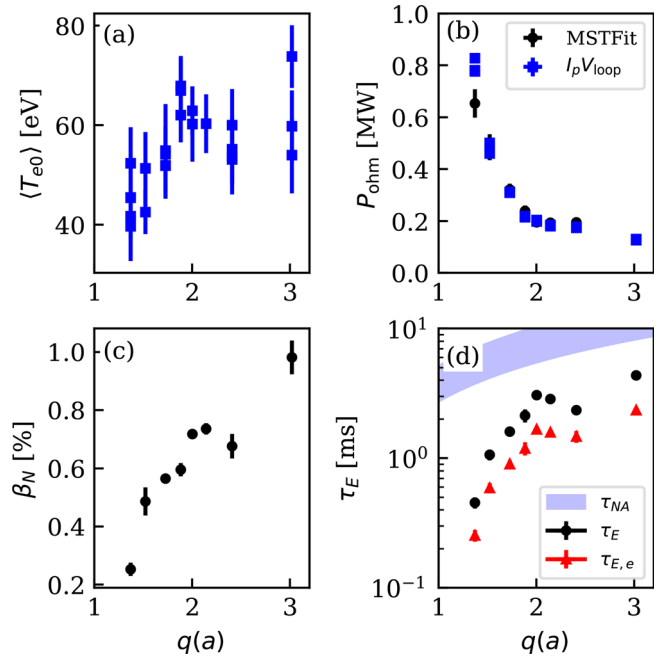 (a)
80
60
40
⟨T_e0⟩ [eV]
1 2 3
(b)
MSTFit
I_pV_loop
1.0
0.8
0.6
0.4
0.2
0.0
P_ohm [MW]
1 2 3
(c)
1.0
0.8
0.6
0.4
0.2
β_N [%]
1 2 3
q(a)
(d)
10^1
10^0
10^−1
τ_E [ms]
τ_NA
τ_E
τ_E,e
1 2 3
q(a)